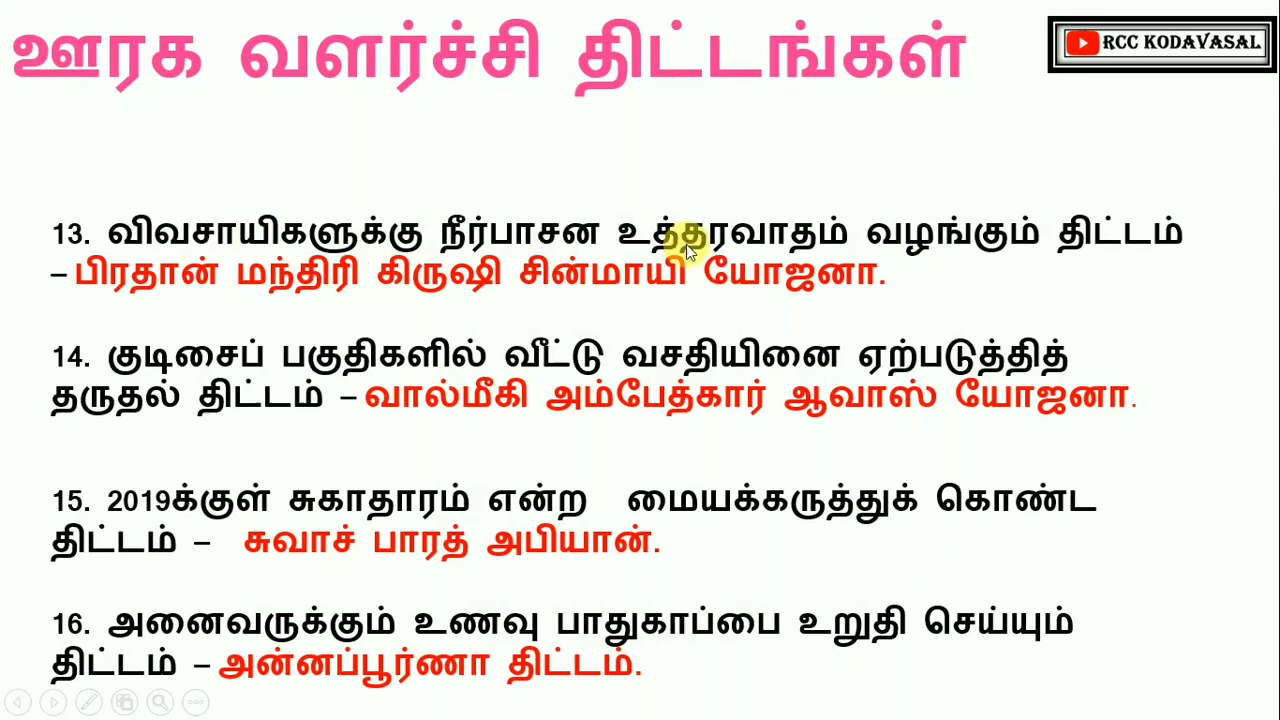 ஊரக வளர்ச்சி திட்டங்கள்
RCC KODAVASAL
13. விவசாயிகளுக்கு நீர்பாசன உத்தரவாதம் வழங்கும் திட்டம்
– பிரதான் மந்திரி கிருஷி சின்மாயி யோஜனா.
14. குடிசைப் பகுதிகளில் வீட்டு வசதியினை ஏற்படுத்தித்
தருதல் திட்டம் – வால்மீகி அம்பேத்கார் ஆவாஸ் யோஜனா.
15. 2019க்குள் சுகாதாரம் என்ற மையக்கருத்துக் கொண்ட
திட்டம் – சுவாச் பாரத் அபியான்.
16. அனைவருக்கும் உணவு பாதுகாப்பை உறுதி செய்யும்
திட்டம் – அன்னப்பூர்ணா திட்டம்.